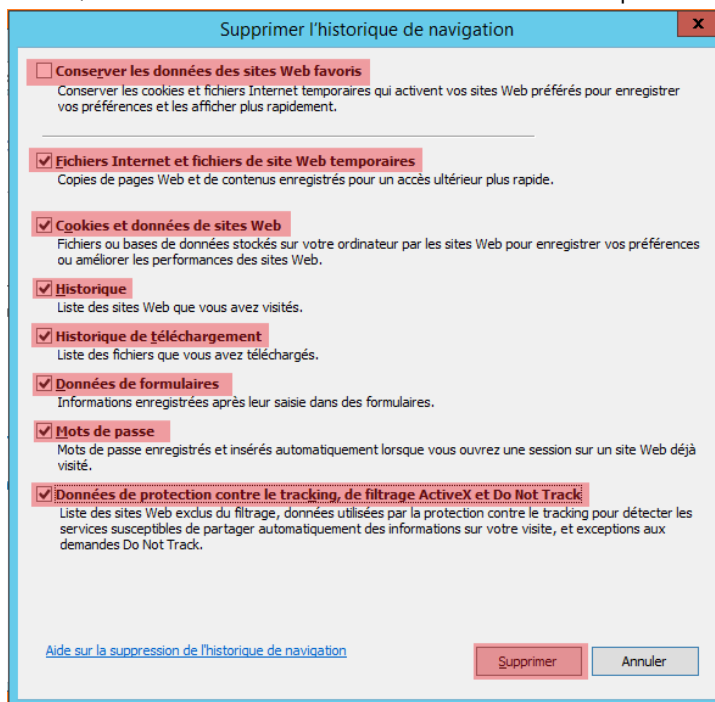 Supprimer l'historique de navigation
x
Conserver les données des sites Web favoris
Conserver les cookies et fichiers Internet temporaires qui activent vos sites Web préférés pour enregistrer
vos préférences et les afficher plus rapidement.
Fichiers Internet et fichiers de site Web temporaires
Copies de pages Web et de contenus enregistrés pour un accès ultérieur plus rapide.
Cookies et données de sites Web
Fichiers ou bases de données stockés sur votre ordinateur par les sites Web pour enregistrer vos préférences
ou améliorer les performances des sites Web.
Historique
Liste des sites Web que vous avez visités.
Historique de téléchargement
Liste des fichiers que vous avez téléchargés.
Données de formulaires
Informations enregistrées après leur saisie dans des formulaires.
Mots de passe
Mots de passe enregistrés et insérés automatiquement lorsque vous ouvrez une session sur un site Web déjà
visité.
Données de protection contre le tracking, de filtrage ActiveX et Do Not Track
Liste des sites Web exclus du filtrage, données utilisées par la protection contre le tracking pour détecter les
services susceptibles de partager automatiquement des informations sur votre visite, et exceptions aux
demandes Do Not Track.
Aide sur la suppression de l'historique de navigation
Supprimer
Annuler